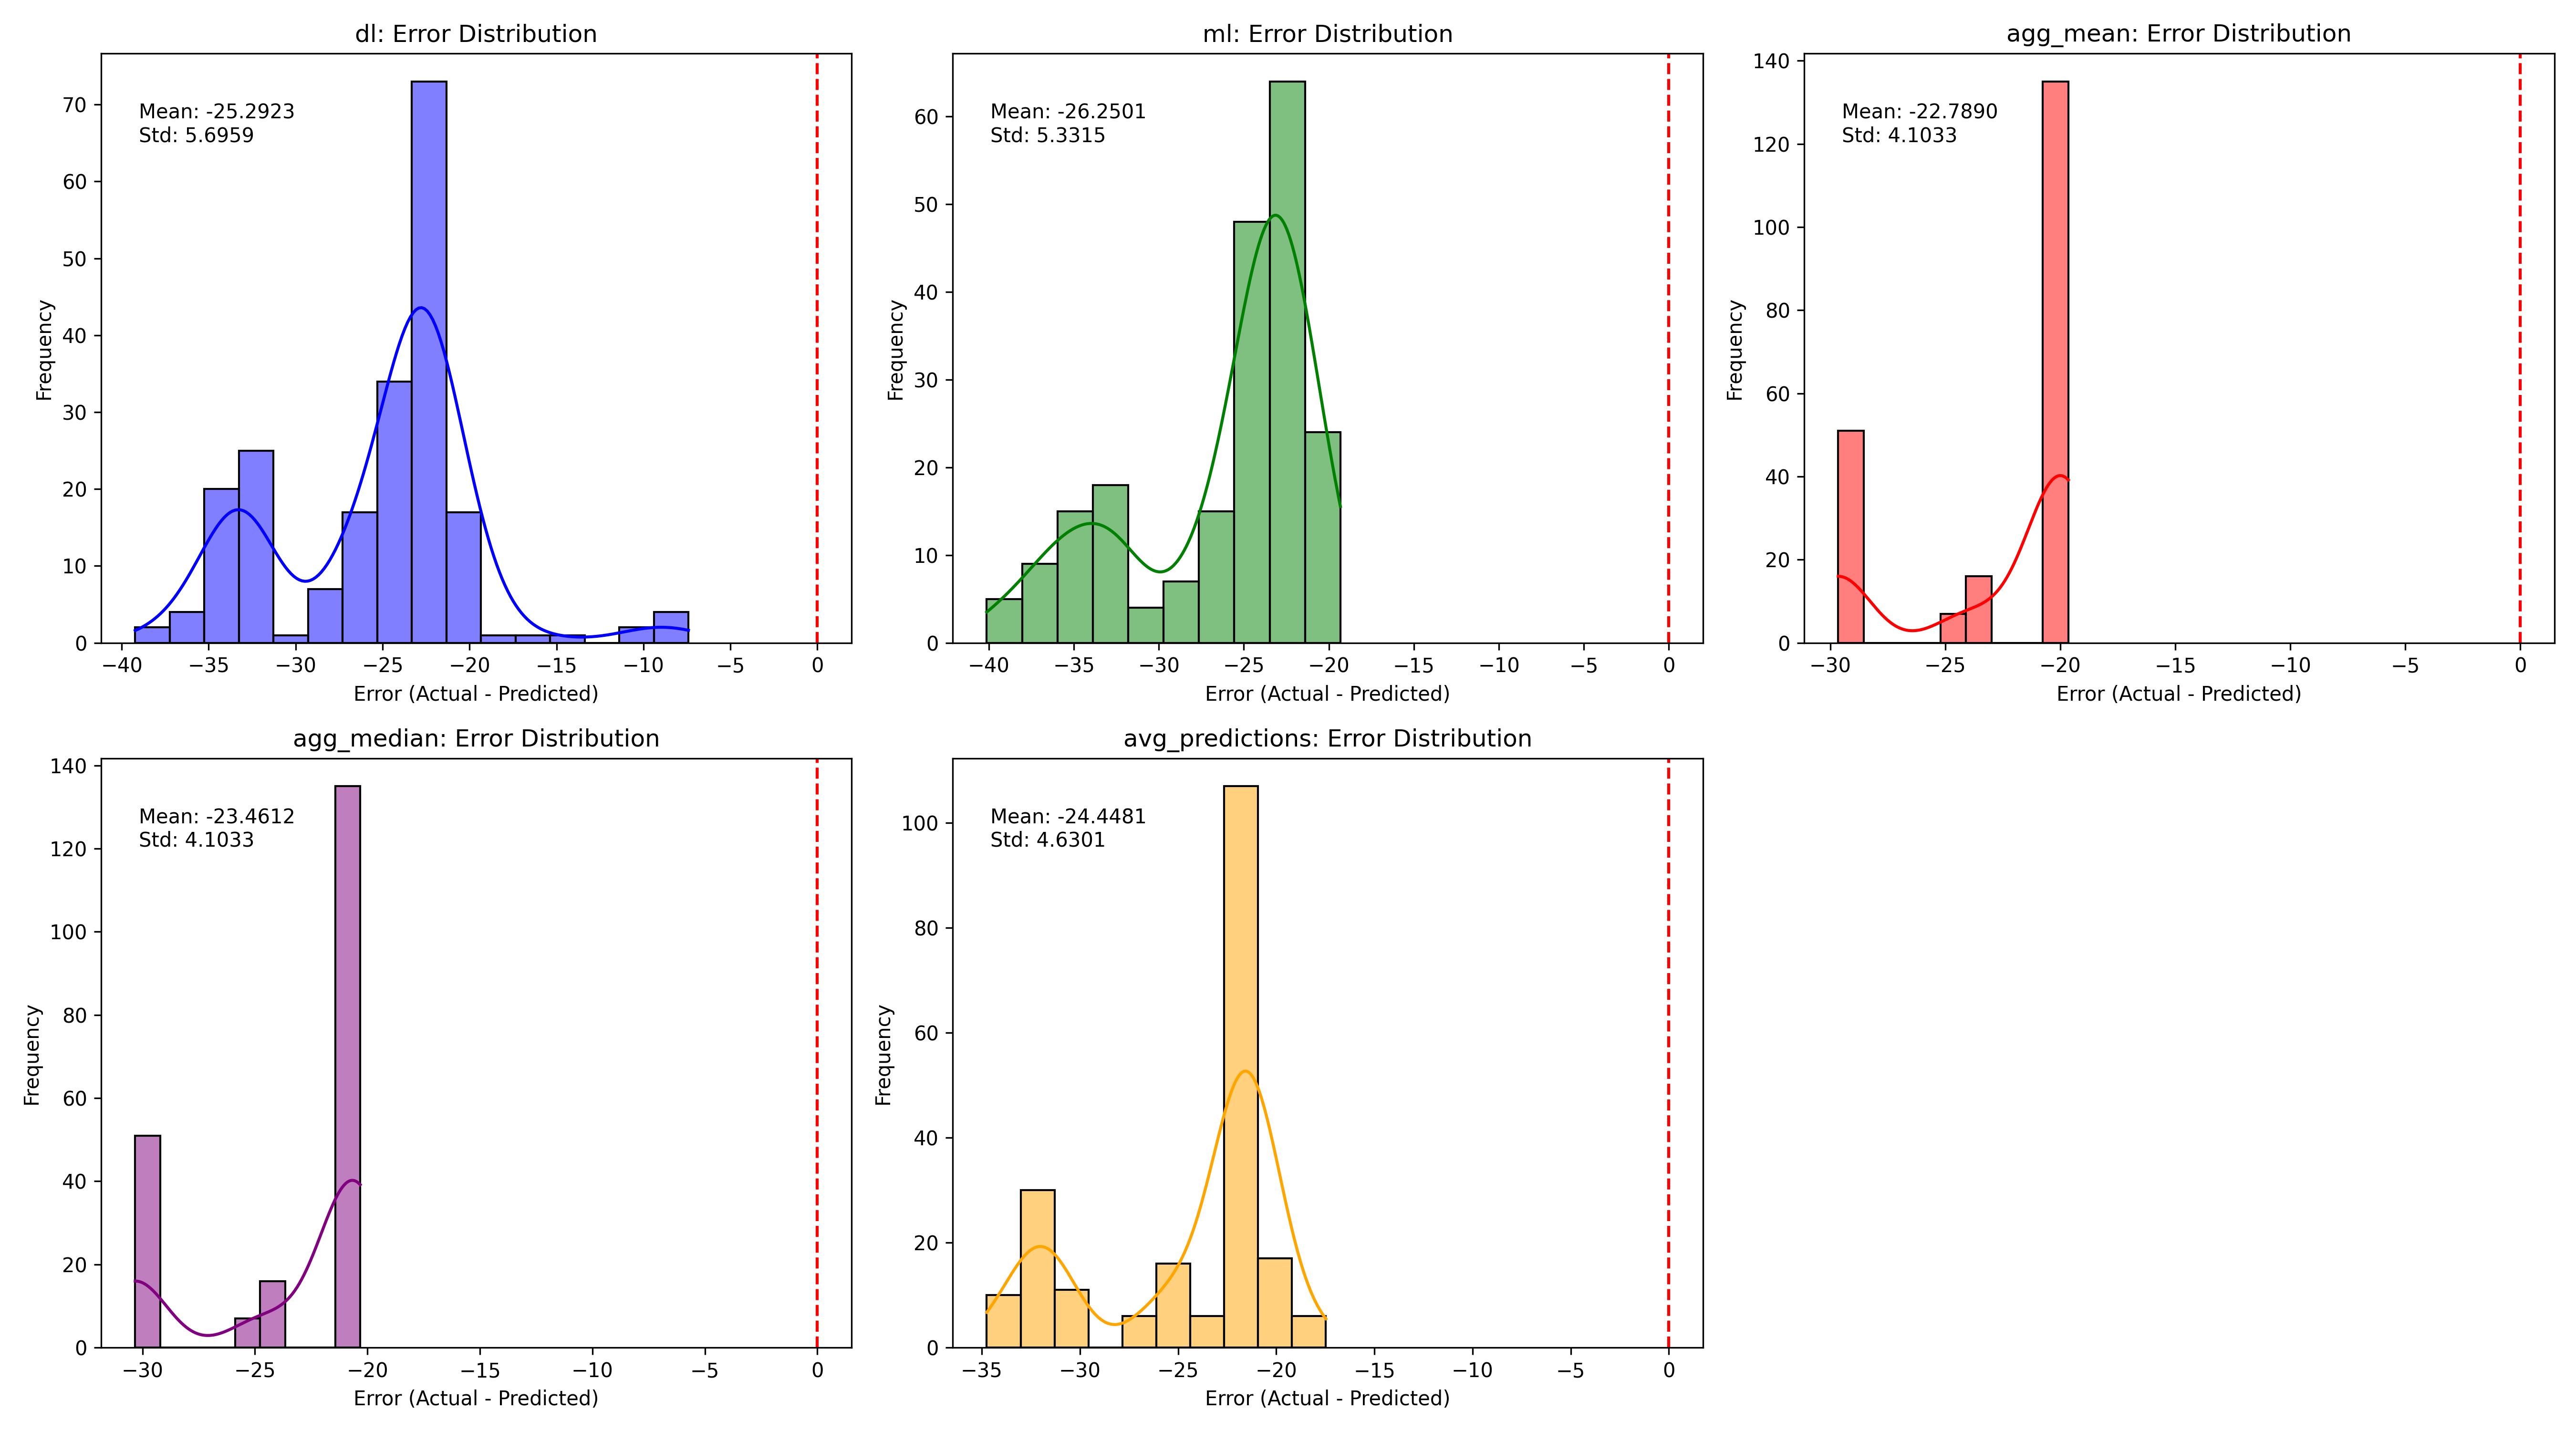 dl: Error Distribution
Mean: -25.2923
Std: 5.6959
Frequency
70
60
50
40
30
20
10
0
−40 −35 −30 −25 −20 −15 −10 −5 0
Error (Actual - Predicted)
ml: Error Distribution
Mean: -26.2501
Std: 5.3315
Frequency
60
50
40
30
20
10
0
−40 −35 −30 −25 −20 −15 −10 −5 0
Error (Actual - Predicted)
agg_mean: Error Distribution
Mean: -22.7890
Std: 4.1033
Frequency
140
120
100
80
60
40
20
0
−30 −25 −20 −15 −10 −5 0
Error (Actual - Predicted)
agg_median: Error Distribution
Mean: -23.4612
Std: 4.1033
Frequency
140
120
100
80
60
40
20
0
−30 −25 −20 −15 −10 −5 0
Error (Actual - Predicted)
avg_predictions: Error Distribution
Mean: -24.4481
Std: 4.6301
Frequency
100
80
60
40
20
0
−35 −30 −25 −20 −15 −10 −5 0
Error (Actual - Predicted)